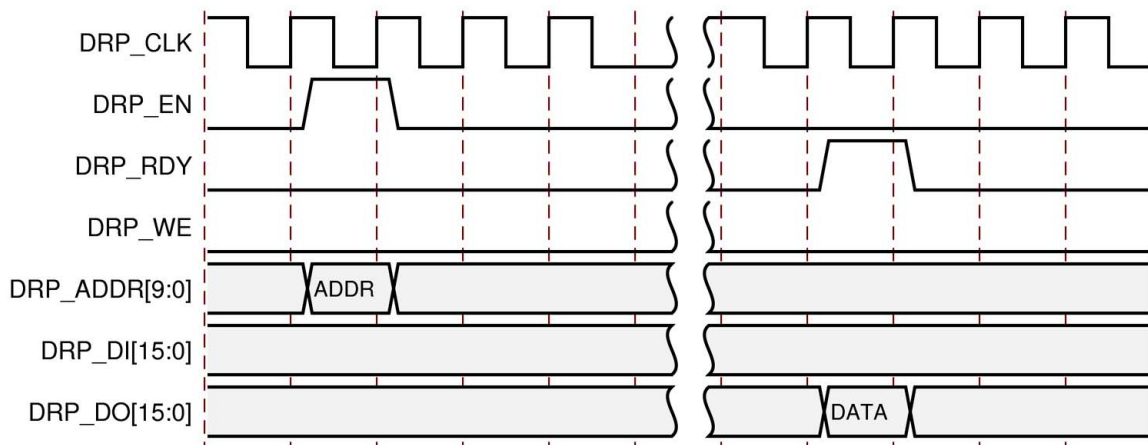 DRP_CLK
DRP_EN
DRP_RDY
DRP_WE
DRP_ADDR[9:0] ADDR
DRP_DI[15:0]
DRP_DO[15:0] DATA